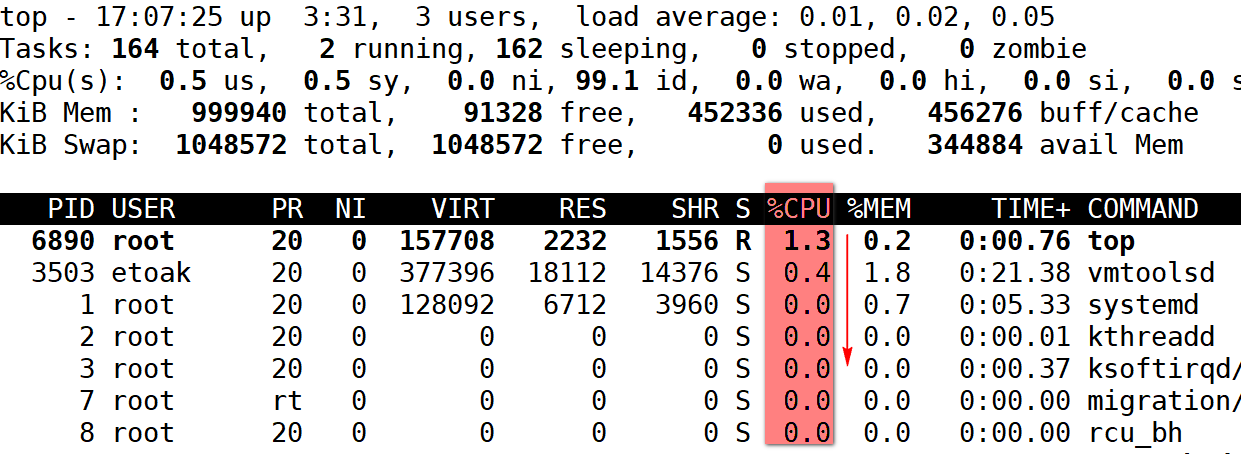 top - 17:07:25 up  3:31,  3 users,  load average: 0.01, 0.02, 0.05
Tasks: 164 total,   2 running, 162 sleeping,   0 stopped,   0 zombie
%Cpu(s):  0.5 us,  0.5 sy,  0.0 ni, 99.1 id,  0.0 wa,  0.0 hi,  0.0 si,  0.0 s
KiB Mem :   999940 total,    91328 free,   452336 used,   456276 buff/cache
KiB Swap:  1048572 total,  1048572 free,        0 used.   344884 avail Mem
PID USER      PR  NI    VIRT    RES    SHR S %CPU %MEM     TIME+ COMMAND
6890 root      20   0  157708   2232   1556 R  1.3  0.2   0:00.76 top
3503 etoak     20   0  377396  18112  14376 S  0.4  1.8   0:21.38 vmtoolsd
1 root      20   0  128092   6712   3960 S  0.0  0.7   0:05.33 systemd
2 root      20   0       0      0      0 S  0.0  0.0   0:00.01 kthreadd
3 root      20   0       0      0      0 S  0.0  0.0   0:00.37 ksoftirqd/
7 root      rt   0       0      0      0 S  0.0  0.0   0:00.00 migration/
8 root      20   0       0      0      0 S  0.0  0.0   0:00.00 rcu_bh